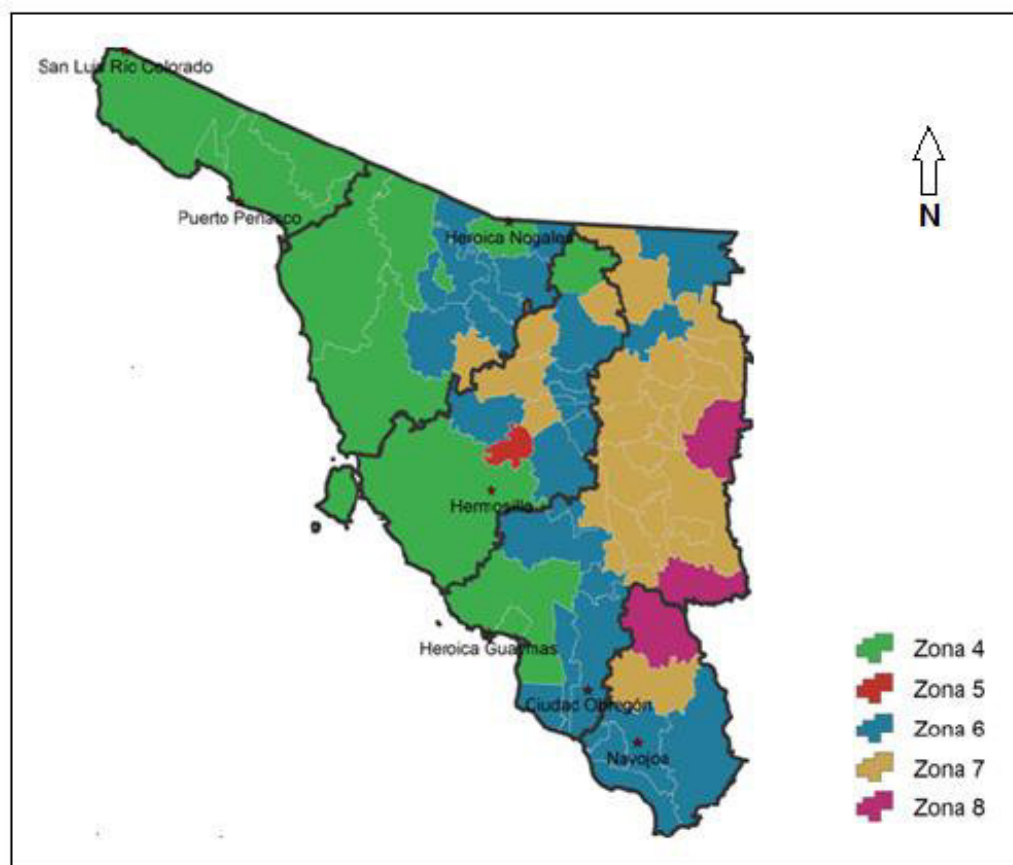 San Luis Río Colorado
Puerto Peñasco
Heroica Nogales
N
Hermosillo
Heroica Guaymas
Ciudad Obregón
Navojoa
Zona 4
Zona 5
Zona 6
Zona 7
Zona 8